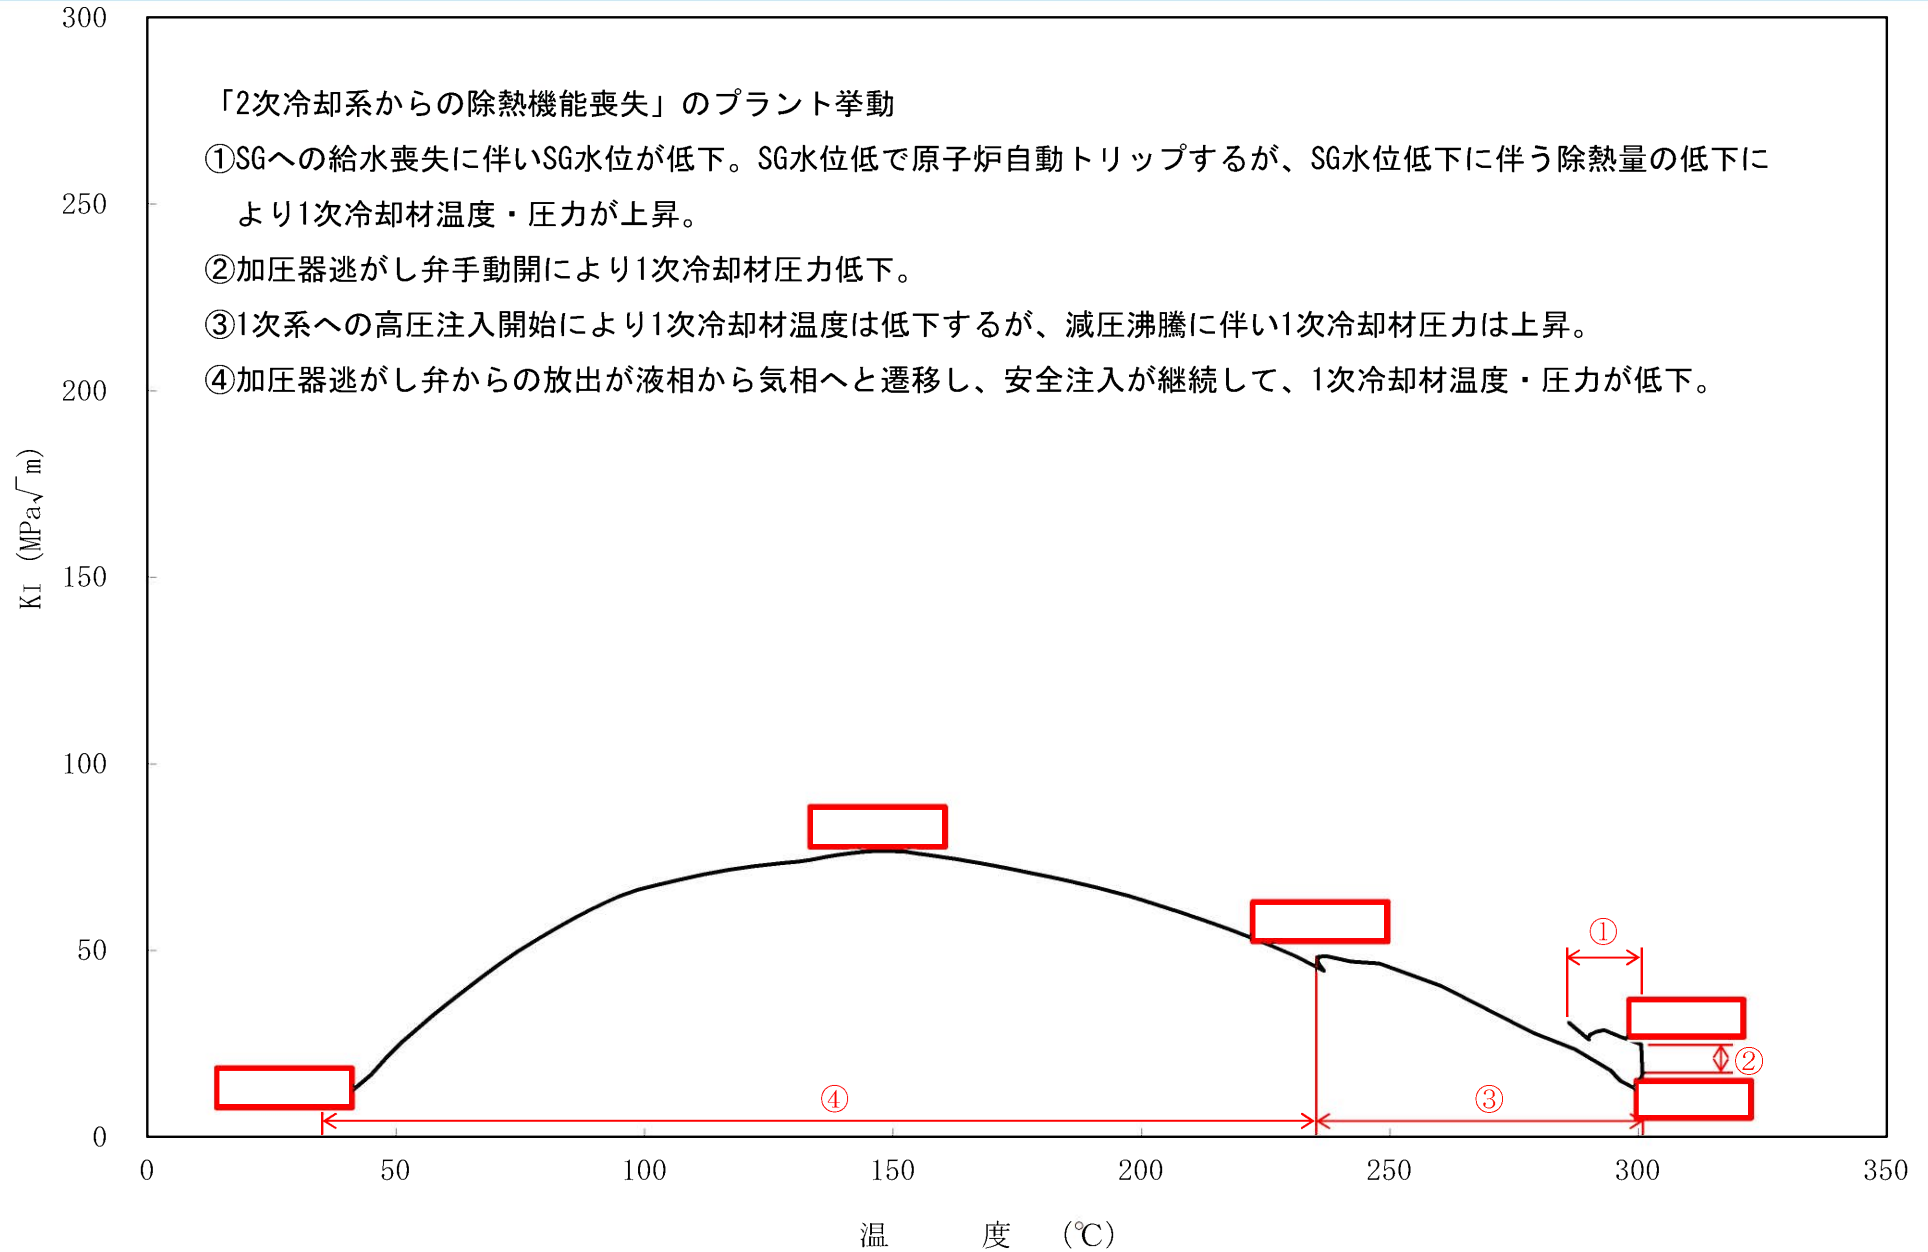 300
「2次冷却系からの除熱機能喪失」のプラント挙動
①SGへの給水喪失に伴いSG水位が低下。SG水位低で原子炉自動トリップするが、SG水位低下に伴う除熱量の低下に
250
より1次冷却材温度・圧力が上昇。
②加圧器逃がし弁手動開により1次冷却材圧力低下。
③1次系への高圧注入開始により1次冷却材温度は低下するが、減圧沸騰に伴い1次冷却材圧力は上昇。
④加圧器逃がし弁からの放出が液相から気相へと遷移し、安全注入が継続して、1次冷却材温度・圧力が低下。
200
KI (MPa√m)
150
100
50
①
②
④
③
0
0 50 100 150 200 250 300 350
温 度 (℃)